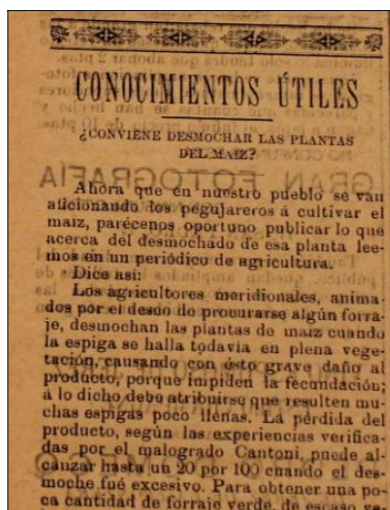 CONOCIMIENTOS ÚTILES
¿CONVIENE DESMOCHAR LAS PLANTAS
DEL MAIZ?
Ahora que en nuestro pueblo se van
aficionando los pegujareros á cultivar el
maiz, parécenos oportuno publicar lo que
acerca del desmochado de esa planta lee-
mos en un periódico de agricultura.
Dice asi:
Los agricultores meridionales, anima-
dos por el deseo de procurarse algún forra-
je, desmochan las plantas de maiz cuando
la espiga se halla todavia en plena vege-
tación, causando con ésto grave daño al
producto, porque impiden la fecundación;
á lo dicho debe atribuirse que resulten mu-
chas espigas poco llenas. La pérdida del
producto, según las experiencias verifica-
das por el malogrado Cantoni, puede al-
canzar hasta un 20 por 100 cuando el des-
moche fué excesivo. Para obtener una po-
ca cantidad de forraje verde, de escaso va-